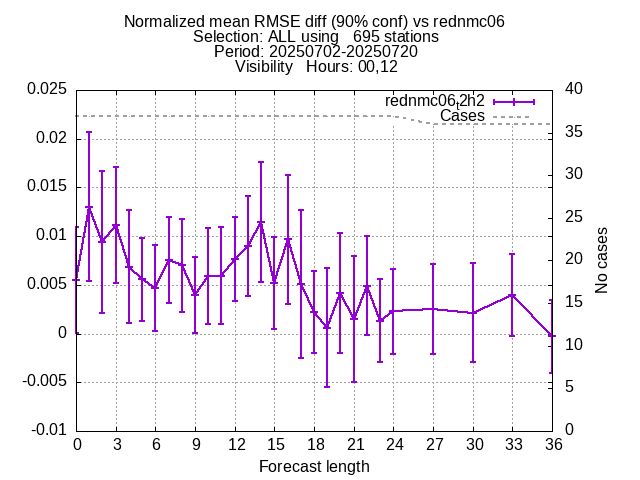 Normalized mean RMSE diff (90% conf) vs rednmc06
Selection: ALL using   695 stations
Period: 20250702-20250720
Visibility   Hours: 00,12
rednmc06_t2h2
Cases
0.025
0.02
0.015
0.01
0.005
0
-0.005
-0.01
40
35
30
25
20
15
10
5
0
No cases
0 3 6 9 12 15 18 21 24 27 30 33 36
Forecast length